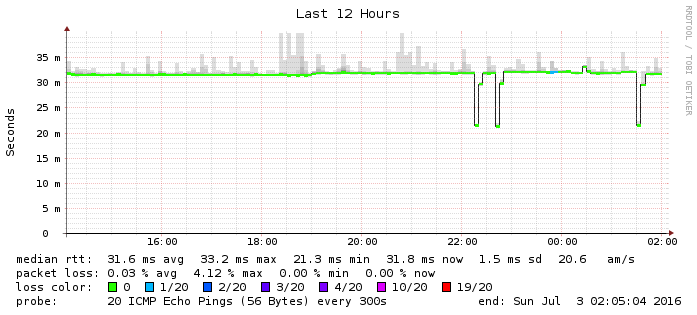 Last 12 Hours
RRDTOOL / TOBI OETIKER
Seconds
35 m
30 m
25 m
20 m
15 m
10 m
5 m
0
16:00 18:00 20:00 22:00 00:00 02:00
median rtt: 31.6 ms avg 33.2 ms max 21.3 ms min 31.8 ms now 1.5 ms sd 20.6 am/s
packet loss: 0.03 % avg 4.12 % max 0.00 % min 0.00 % now
loss color: 0 1/20 2/20 3/20 4/20 10/20 19/20
probe: 20 ICMP Echo Pings (56 Bytes) every 300s end: Sun Jul 3 02:05:04 2016